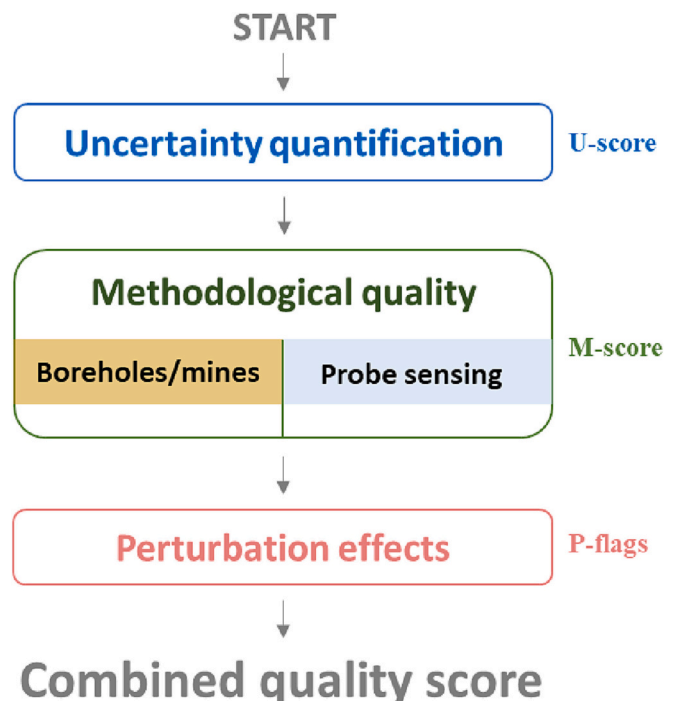 START
Uncertainty quantification
U-score
Methodological quality
Boreholes/mines
Probe sensing
M-score
Perturbation effects
P-flags
Combined quality score